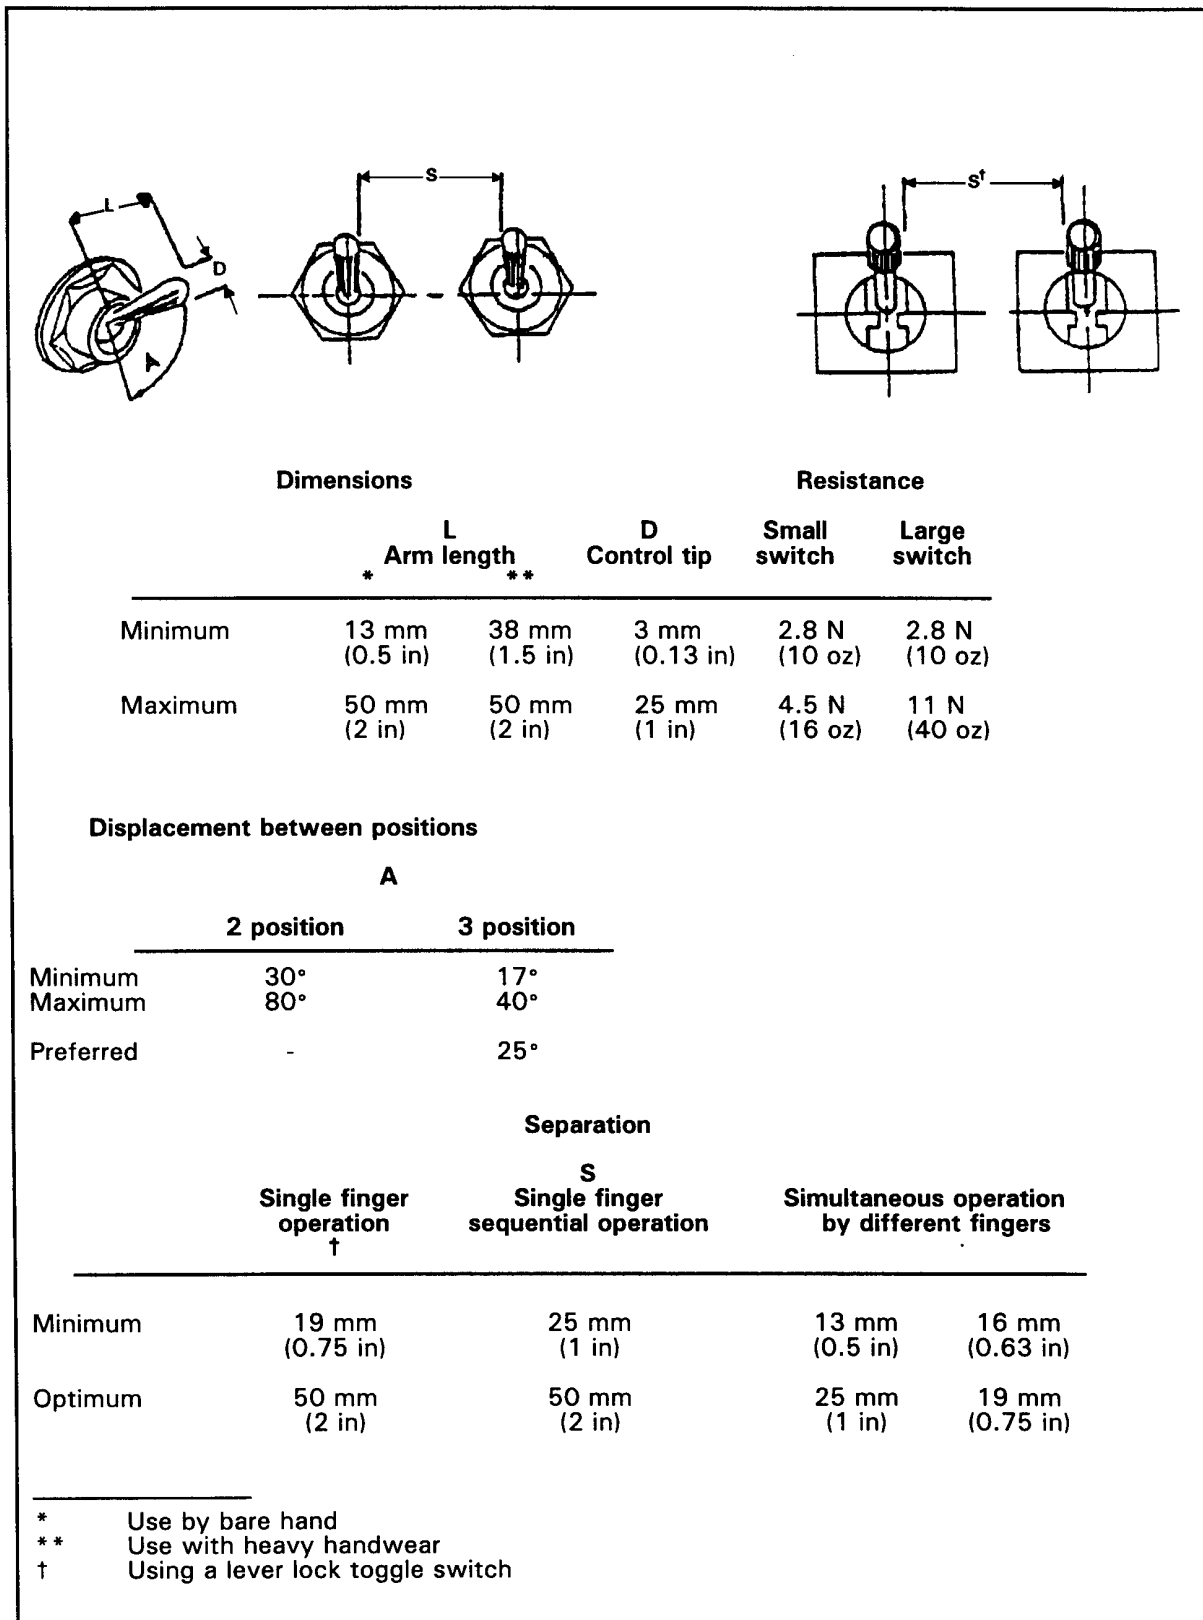 L
D
A
S
S†
Dimensions Resistance
L D Small Large
Arm length Control tip switch switch
* **
Minimum 13 mm 38 mm 3 mm 2.8 N 2.8 N
(0.5 in) (1.5 in) (0.13 in) (10 oz) (10 oz)
Maximum 50 mm 50 mm 25 mm 4.5 N 11 N
(2 in) (2 in) (1 in) (16 oz) (40 oz)
Displacement between positions
A
2 position 3 position
Minimum 30° 17°
Maximum 80° 40°
Preferred - 25°
Separation
S
Single finger Single finger Simultaneous operation
operation sequential operation by different fingers
†
Minimum 19 mm 25 mm 13 mm 16 mm
(0.75 in) (1 in) (0.5 in) (0.63 in)
Optimum 50 mm 50 mm 25 mm 19 mm
(2 in) (2 in) (1 in) (0.75 in)
* Use by bare hand
** Use with heavy handwear
† Using a lever lock toggle switch